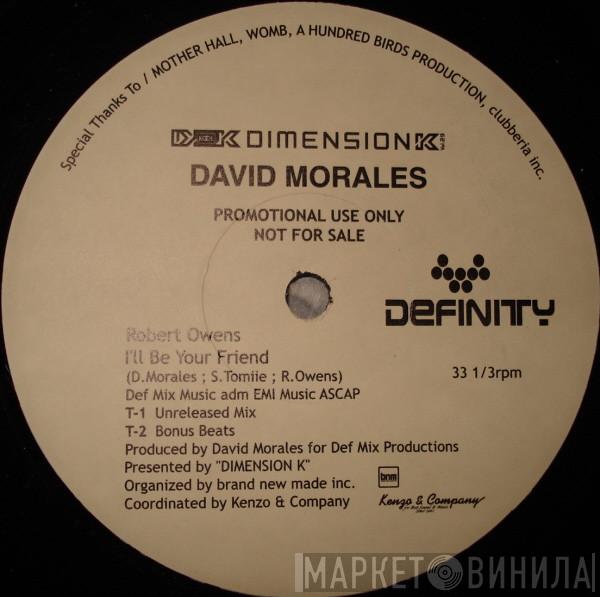 Special Thanks To / MOTHER HALL, WOMB, A HUNDRED BIRDS PRODUCTION, clubberia inc.
DIMENSION K
DAVID MORALES
PROMOTIONAL USE ONLY
NOT FOR SALE
DEFINITY
Robert Owens
I'll Be Your Friend
(D.Morales ; S.Tomiie ; R.Owens)
33 1/3rpm
Def Mix Music adm EMI Music ASCAP
T-1 Unreleased Mix
T-2 Bonus Beats
Produced by David Morales for Def Mix Productions
Presented by "DIMENSION K"
Organized by brand new made inc.
bnm
Coordinated by Kenzo & Company
Kenzo & Company
МАРКЕТ ВИНИЛА